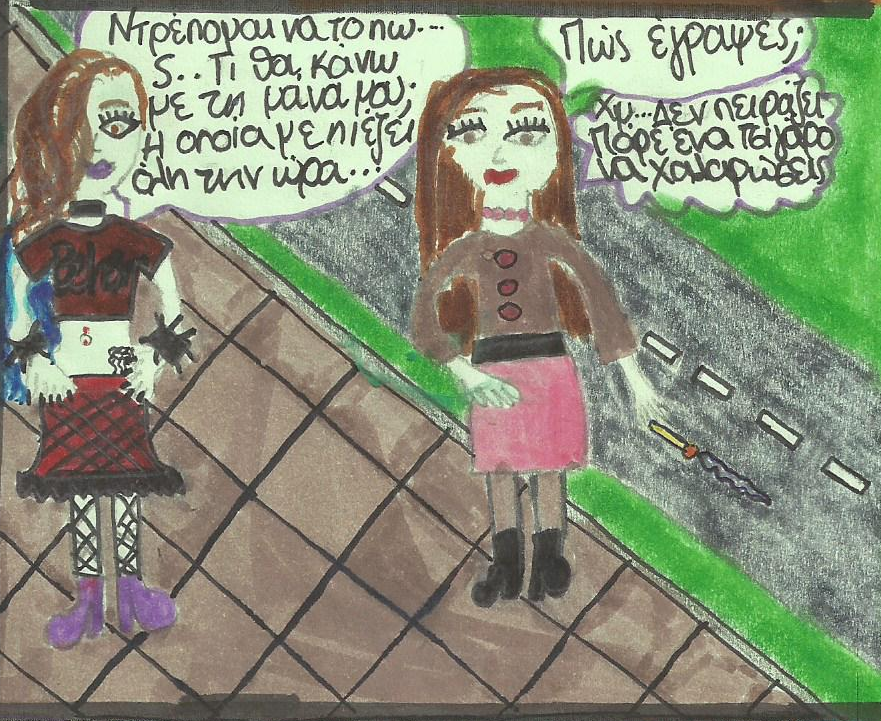 Ντρέπομαι να το πω....
5.. Τι θα κάνω
με τη μάνα μου;
Η οποία με πιέζει
όλη την ώρα...
Πώς έγραψες;
Χμ...Δεν πειράζει
Πάρε ένα τσιγάρο
να χαλαρώσεις